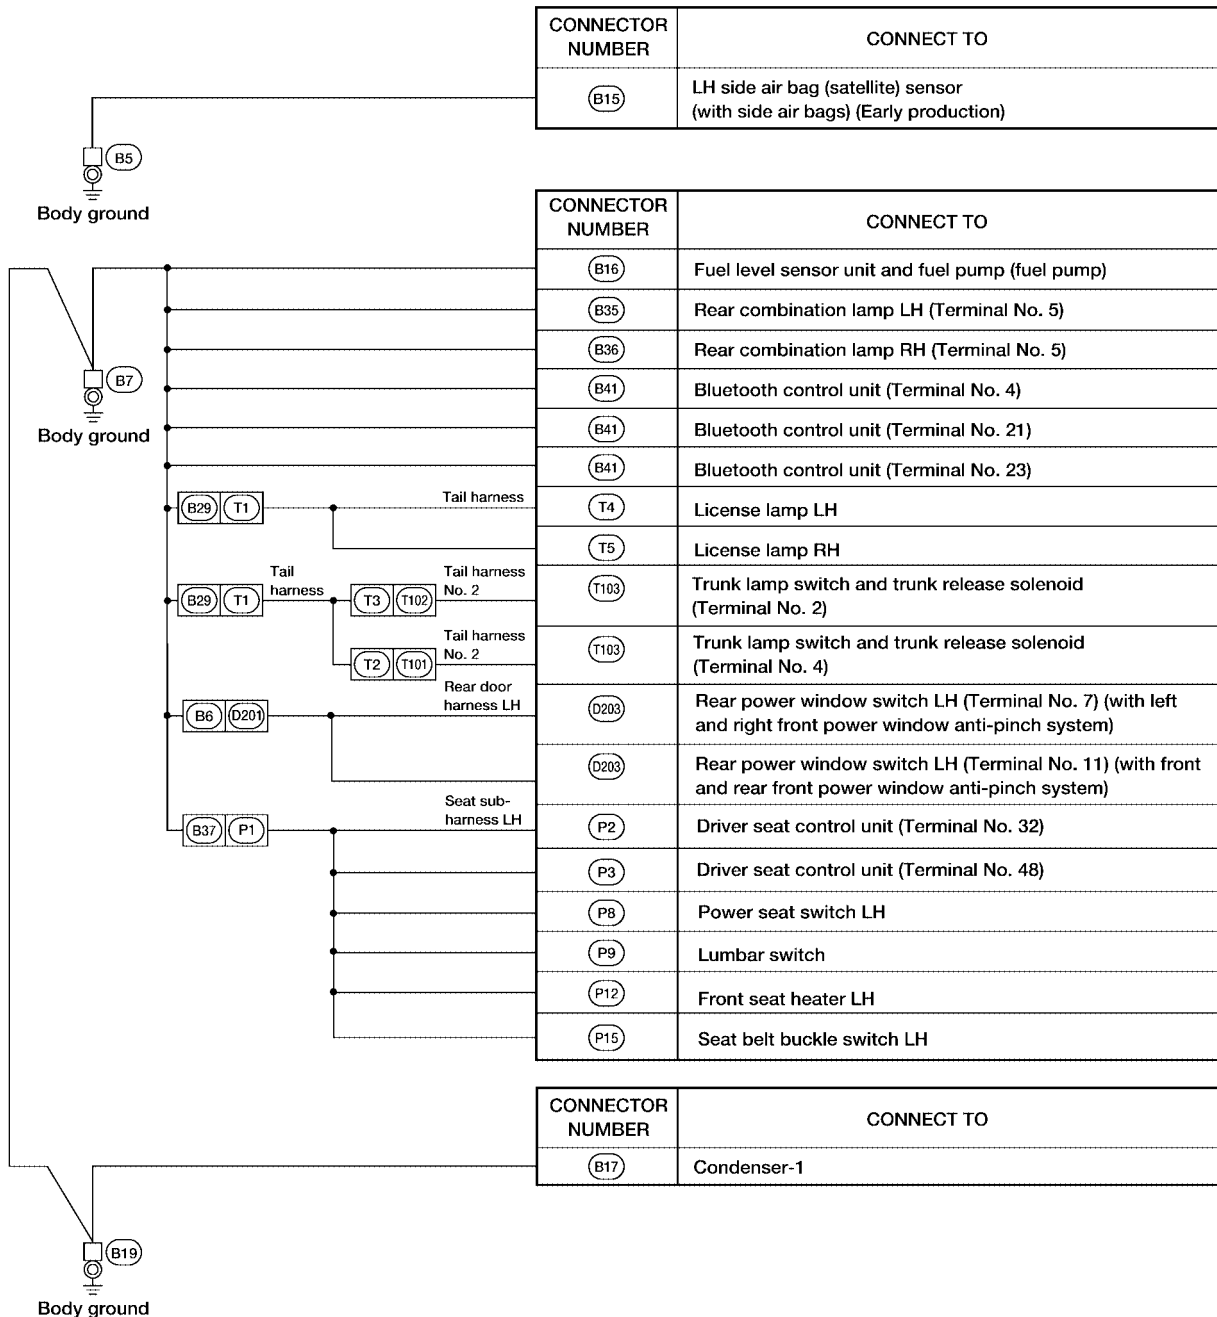 CONNECTOR
NUMBER
CONNECT TO
B15
LH side air bag (satellite) sensor
(with side air bags) (Early production)
B5
Body ground
CONNECTOR
NUMBER
CONNECT TO
B16
Fuel level sensor unit and fuel pump (fuel pump)
B35
Rear combination lamp LH (Terminal No. 5)
B36
Rear combination lamp RH (Terminal No. 5)
B7
Body ground
B41
Bluetooth control unit (Terminal No. 4)
B41
Bluetooth control unit (Terminal No. 21)
B41
Bluetooth control unit (Terminal No. 23)
B29 T1
Tail harness
T4
License lamp LH
T5
License lamp RH
B29 T1
Tail
harness
T3 T102
Tail harness
No. 2
T103
Trunk lamp switch and trunk release solenoid
(Terminal No. 2)
T2 T101
Tail harness
No. 2
T103
Trunk lamp switch and trunk release solenoid
(Terminal No. 4)
B6 D201
Rear door
harness LH
D203
Rear power window switch LH (Terminal No. 7) (with left
and right front power window anti-pinch system)
D203
Rear power window switch LH (Terminal No. 11) (with front
and rear front power window anti-pinch system)
B37 P1
Seat sub-
harness LH
P2
Driver seat control unit (Terminal No. 32)
P3
Driver seat control unit (Terminal No. 48)
P8
Power seat switch LH
P9
Lumbar switch
P12
Front seat heater LH
P15
Seat belt buckle switch LH
CONNECTOR
NUMBER
CONNECT TO
B17
Condenser-1
B19
Body ground